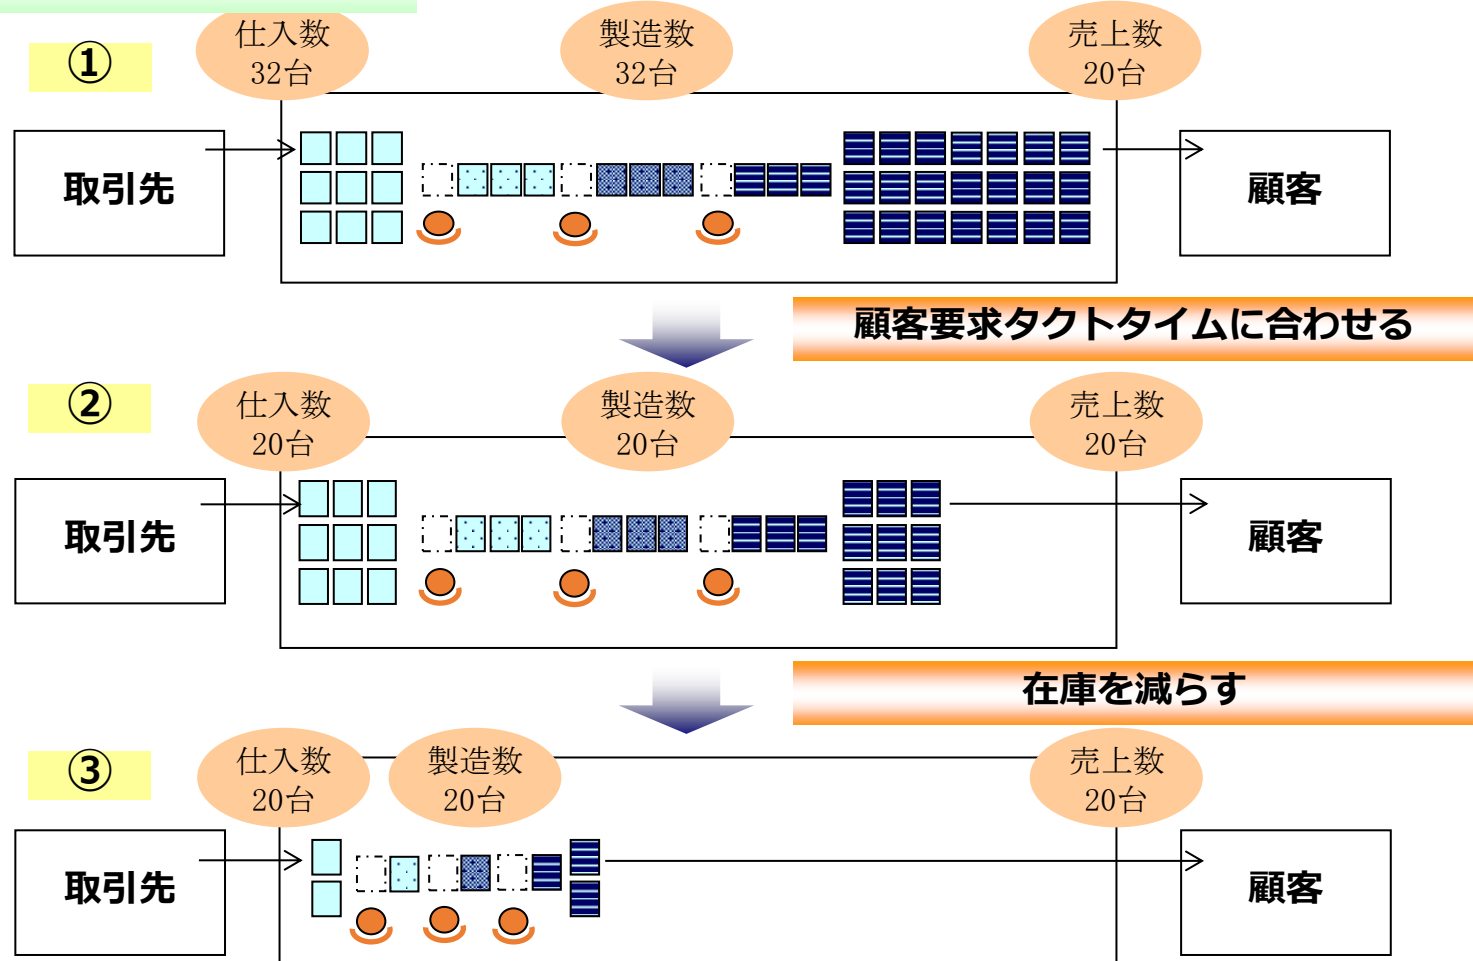 ①
仕入数
32台
製造数
32台
売上数
20台
取引先
顧客
顧客要求タクトタイムに合わせる
②
仕入数
20台
製造数
20台
売上数
20台
取引先
顧客
在庫を減らす
③
仕入数
20台
製造数
20台
売上数
20台
取引先
顧客